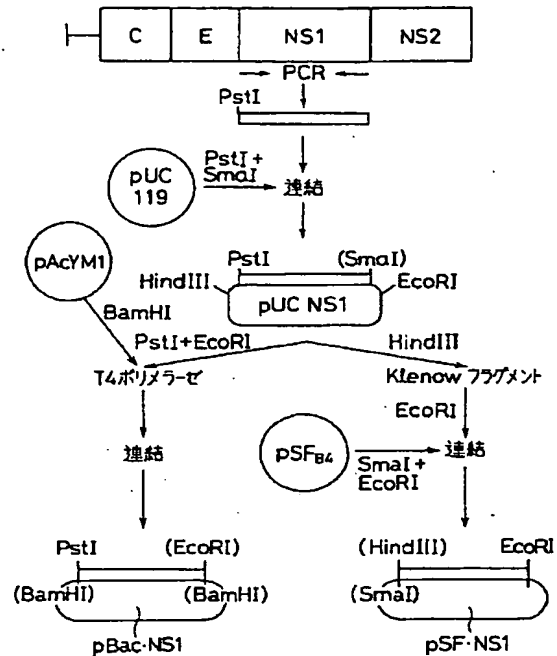 C E NS1 NS2
PCR
PstI
pUC
119
PstI+
SmaI
連結
pAcYM1
PstI (SmaI)
HindIII EcoRI
pUC NS1
BamHI
PstI+EcoRI HindIII
T4ポリメラーゼ Klenow フラグメント
EcoRI
連結 pSFB4 連結
SmaI+
EcoRI
PstI (EcoRI) (HindIII) EcoRI
(BamHI) (BamHI) (SmaI)
pBac·NS1 pSF·NS1